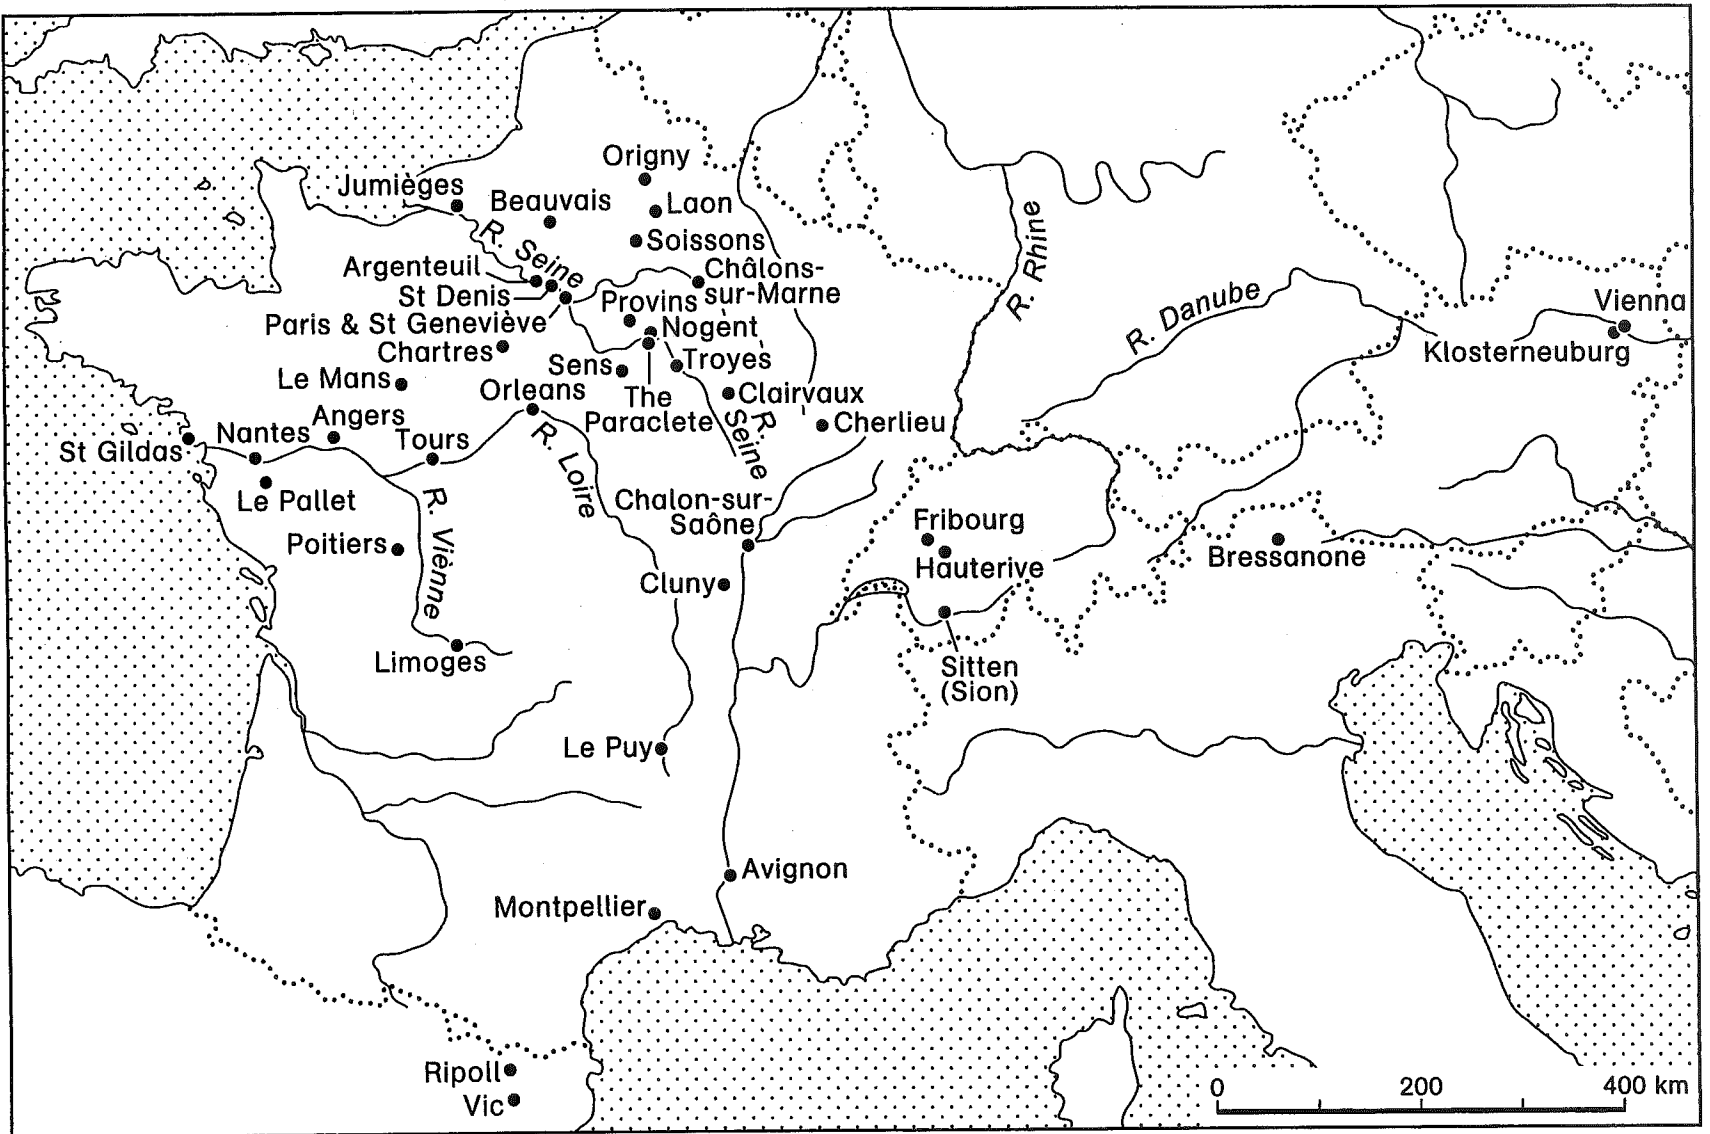 Origny
Jumièges
Beauvais
Laon
R. Seine
Soissons
Argenteuil
Châlons-
sur-Marne
St Denis
Provins
Paris & St Geneviève
Nogent
Chartres
Sens
Troyes
Le Mans
Orleans
The
Paraclete
Clairvaux
R.
Seine
Cherlieu
Angers
Nantes
Tours
St Gildas
R. Loire
Le Pallet
R. Viènne
Chalon-sur-
Saône
Poitiers
Cluny
Limoges
Le Puy
Avignon
Montpellier
Ripoll
Vic
R. Rhine
R. Danube
Vienna
Klosterneuburg
Fribourg
Hauterive
Bressanone
Sitten
(Sion)
0 200 400 km